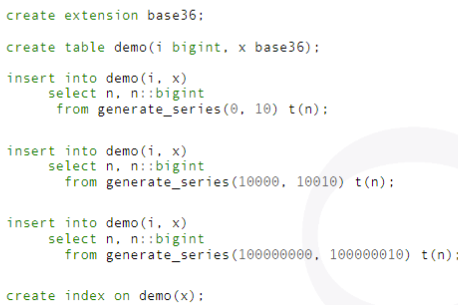 create extension base36;
create table demo(i bigint, x base36);
insert into demo(i, x)
select n, n::bigint
from generate_series(0, 10) t(n);
insert into demo(i, x)
select n, n::bigint
from generate_series(10000, 10010) t(n);
insert into demo(i, x)
select n, n::bigint
from generate_series(100000000, 100000010) t(n);
create index on demo(x);